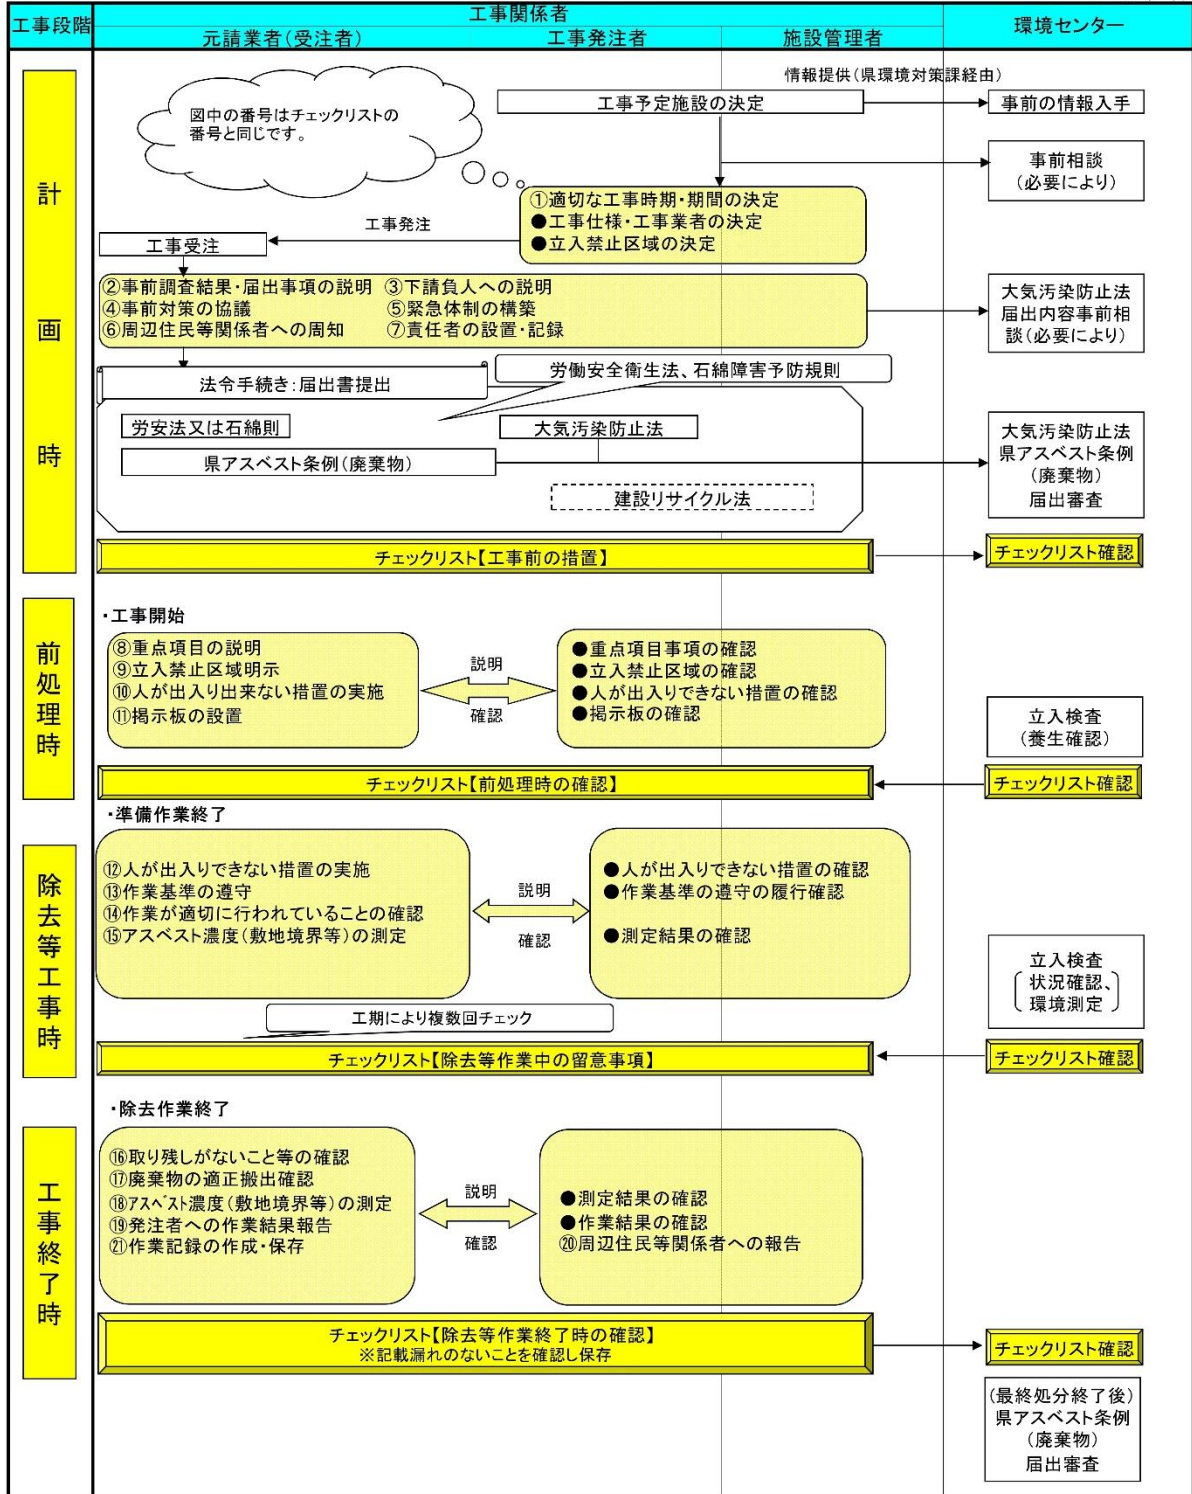 工事段階
工事関係者
元請業者(受注者)
工事発注者
施設管理者
環境センター
計画時
情報提供(県環境対策課経由)
図中の番号はチェックリストの
番号と同じです。
工事予定施設の決定
事前の情報入手
事前相談
(必要により)
①適切な工事時期・期間の決定
●工事仕様・工事業者の決定
●立入禁止区域の決定
工事発注
工事受注
②事前調査結果・届出事項の説明 ③下請負人への説明
④事前対策の協議 ⑤緊急体制の構築
⑥周辺住民等関係者への周知 ⑦責任者の設置・記録
大気汚染防止法
届出内容事前相
談(必要により)
法令手続き:届出書提出
労働安全衛生法、石綿障害予防規則
労安法又は石綿則
大気汚染防止法
県アスベスト条例(廃棄物)
建設リサイクル法
大気汚染防止法
県アスベスト条例
(廃棄物)
届出審査
チェックリスト【工事前の措置】
チェックリスト確認
前処理時
・工事開始
⑧重点項目の説明
⑨立入禁止区域明示
⑩人が出入り出来ない措置の実施
⑪掲示板の設置
説明
確認
●重点項目事項の確認
●立入禁止区域の確認
●人が出入りできない措置の確認
●掲示板の確認
立入検査
(養生確認)
チェックリスト【前処理時の確認】
チェックリスト確認
・準備作業終了
除去等工事時
⑫人が出入りできない措置の実施
⑬作業基準の遵守
⑭作業が適切に行われていることの確認
⑮アスベスト濃度(敷地境界等)の測定
説明
確認
●人が出入りできない措置の確認
●作業基準の遵守の履行確認
●測定結果の確認
立入検査
状況確認、
環境測定
工期により複数回チェック
チェックリスト【除去等作業中の留意事項】
チェックリスト確認
・除去作業終了
工事終了時
⑯取り残しがないこと等の確認
⑰廃棄物の適正搬出確認
⑱アスベスト濃度(敷地境界等)の測定
⑲発注者への作業結果報告
㉑作業記録の作成・保存
説明
確認
●測定結果の確認
●作業結果の確認
⑳周辺住民等関係者への報告
チェックリスト【除去等作業終了時の確認】
※記載漏れのないことを確認し保存
チェックリスト確認
(最終処分終了後)
県アスベスト条例
(廃棄物)
届出審査